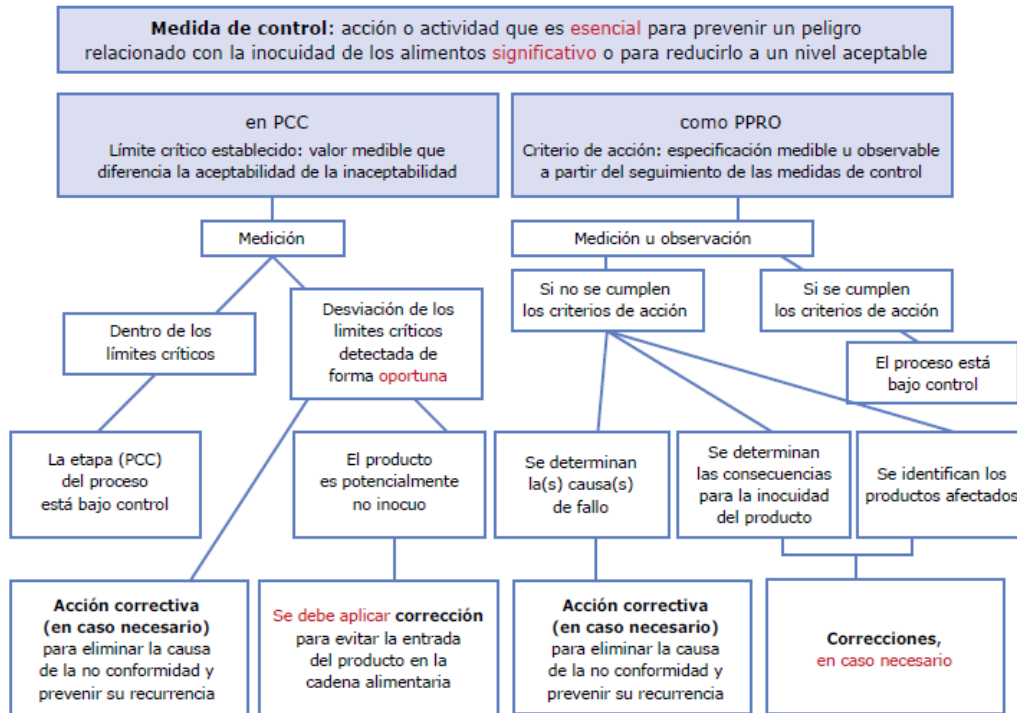 Medida de control: acción o actividad que es esencial para prevenir un peligro
relacionado con la inocuidad de los alimentos significativo o para reducirlo a un nivel aceptable
en PCC
Límite crítico establecido: valor medible que
diferencia la aceptabilidad de la inaceptabilidad
como PPRO
Criterio de acción: especificación medible u observable
a partir del seguimiento de las medidas de control
Medición
Medición u observación
Dentro de los
límites críticos
Desviación de los
limites críticos
detectada de
forma oportuna
Si no se cumplen
los criterios de acción
Si se cumplen
los criterios de acción
El proceso está
bajo control
La etapa (PCC)
del proceso
está bajo control
El producto
es potencialmente
no inocuo
Se determinan
la(s) causa(s)
de fallo
Se determinan
las consecuencias
para la inocuidad
del producto
Se identifican los
productos afectados
Acción correctiva
(en caso necesario)
para eliminar la causa
de la no conformidad y
prevenir su recurrencia
Se debe aplicar corrección
para evitar la entrada
del producto en la
cadena alimentaria
Acción correctiva
(en caso necesario)
para eliminar la causa
de la no conformidad y
prevenir su recurrencia
Correcciones,
en caso necesario